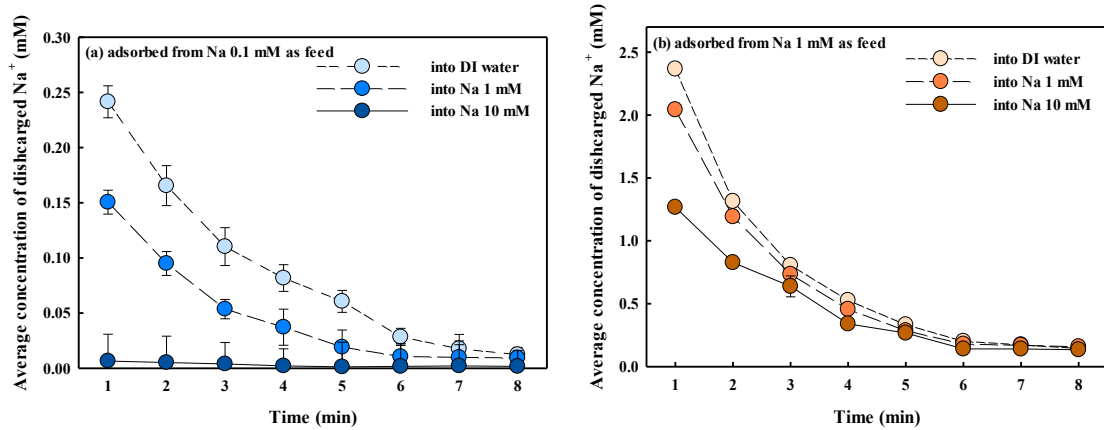 Average concentration of dishcarged Na+ (mM)
(a) adsorbed from Na 0.1 mM as feed
into DI water
into Na 1 mM
into Na 10 mM
0.30
0.25
0.20
0.15
0.10
0.05
0.00
1 2 3 4 5 6 7 8
Time (min)
Average concentration of dishcarged Na+ (mM)
(b) adsorbed from Na 1 mM as feed
into DI water
into Na 1 mM
into Na 10 mM
2.5
2.0
1.5
1.0
0.5
0.0
1 2 3 4 5 6 7 8
Time (min)